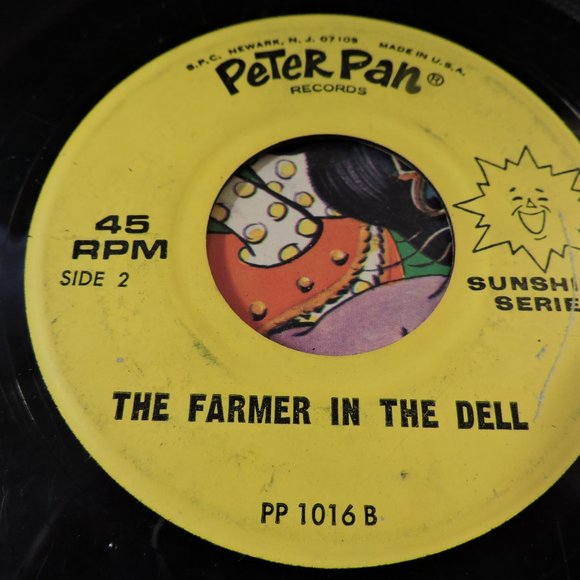 S.P.C. NEWARK, N. J. 07105 MADE IN U.S.A.
PETER PAN ®
RECORDS
45
RPM
SIDE 2
SUNSHI
SERIE
THE FARMER IN THE DELL
PP 1016 B